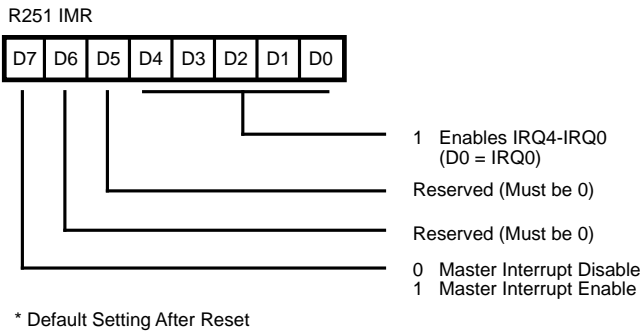 R251 IMR
D7 D6 D5 D4 D3 D2 D1 D0
1 Enables IRQ4-IRQ0
(D0 = IRQ0)
Reserved (Must be 0)
Reserved (Must be 0)
0 Master Interrupt Disable
1 Master Interrupt Enable
* Default Setting After Reset